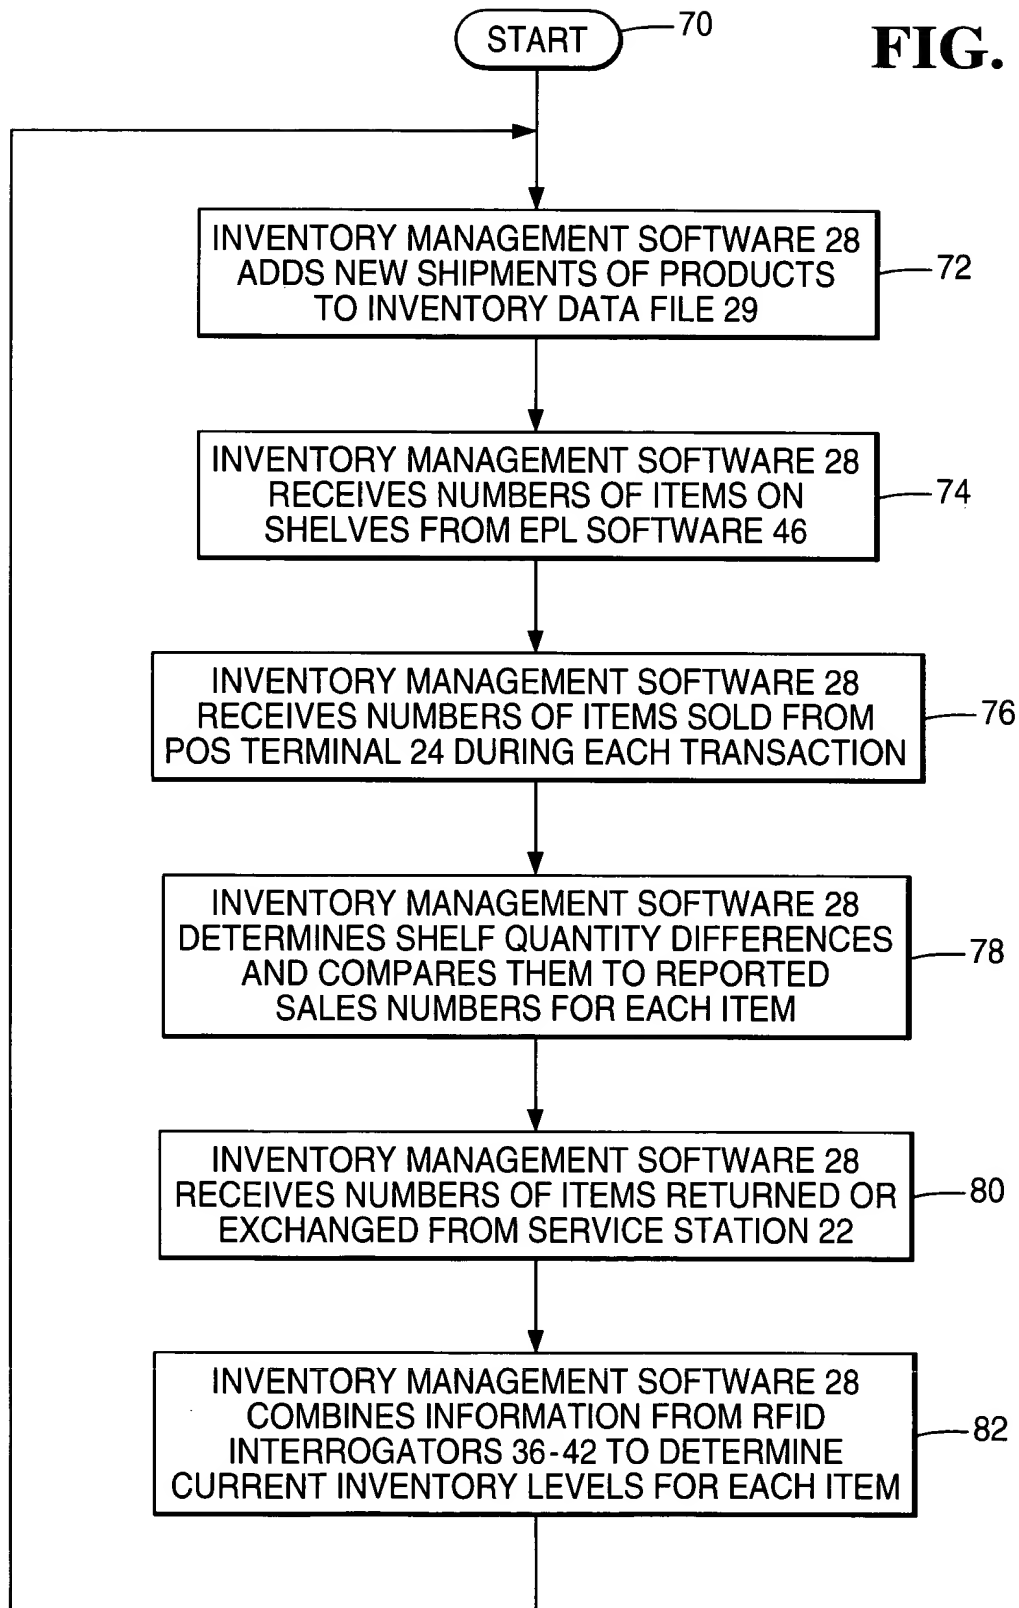 START
70
FIG.
INVENTORY MANAGEMENT SOFTWARE 28
ADDS NEW SHIPMENTS OF PRODUCTS
TO INVENTORY DATA FILE 29
72
INVENTORY MANAGEMENT SOFTWARE 28
RECEIVES NUMBERS OF ITEMS ON
SHELVES FROM EPL SOFTWARE 46
74
INVENTORY MANAGEMENT SOFTWARE 28
RECEIVES NUMBERS OF ITEMS SOLD FROM
POS TERMINAL 24 DURING EACH TRANSACTION
76
INVENTORY MANAGEMENT SOFTWARE 28
DETERMINES SHELF QUANTITY DIFFERENCES
AND COMPARES THEM TO REPORTED
SALES NUMBERS FOR EACH ITEM
78
INVENTORY MANAGEMENT SOFTWARE 28
RECEIVES NUMBERS OF ITEMS RETURNED OR
EXCHANGED FROM SERVICE STATION 22
80
INVENTORY MANAGEMENT SOFTWARE 28
COMBINES INFORMATION FROM RFID
INTERROGATORS 36-42 TO DETERMINE
CURRENT INVENTORY LEVELS FOR EACH ITEM
82